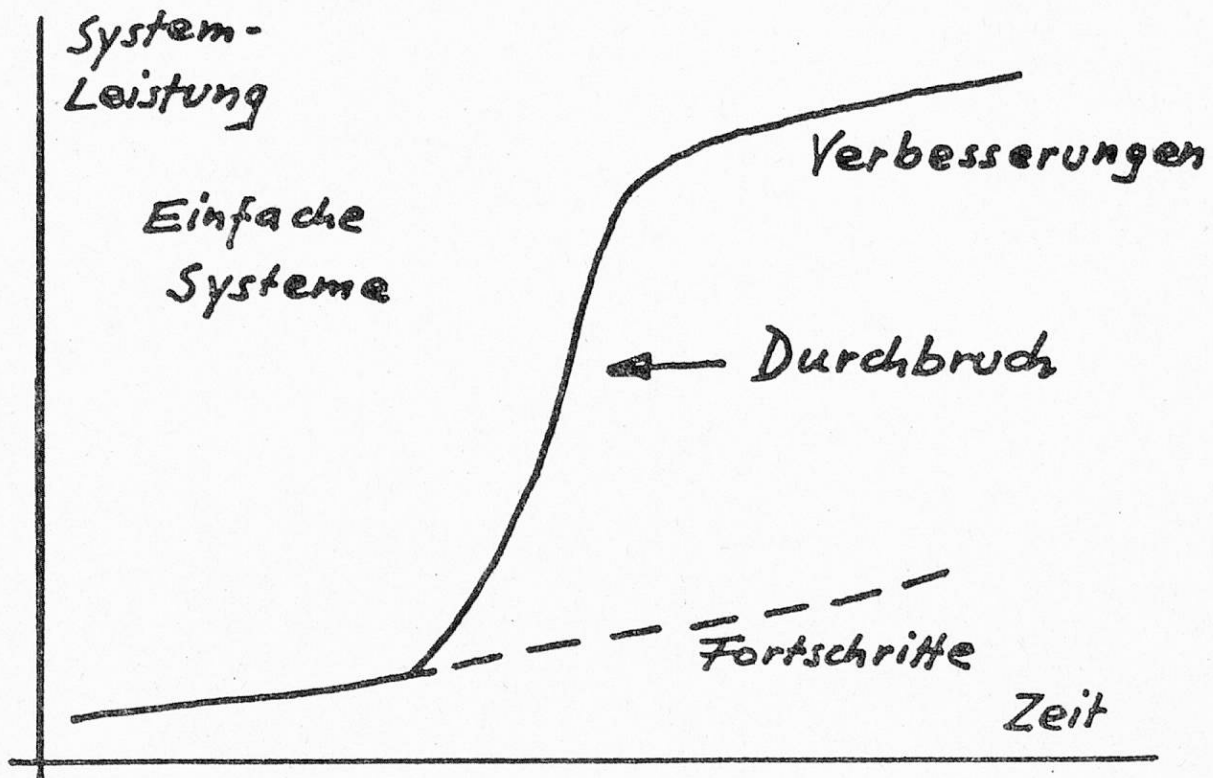 System-
Leistung
Einfache
Systeme
Verbesserungen
Durchbruch
Fortschritte
Zeit